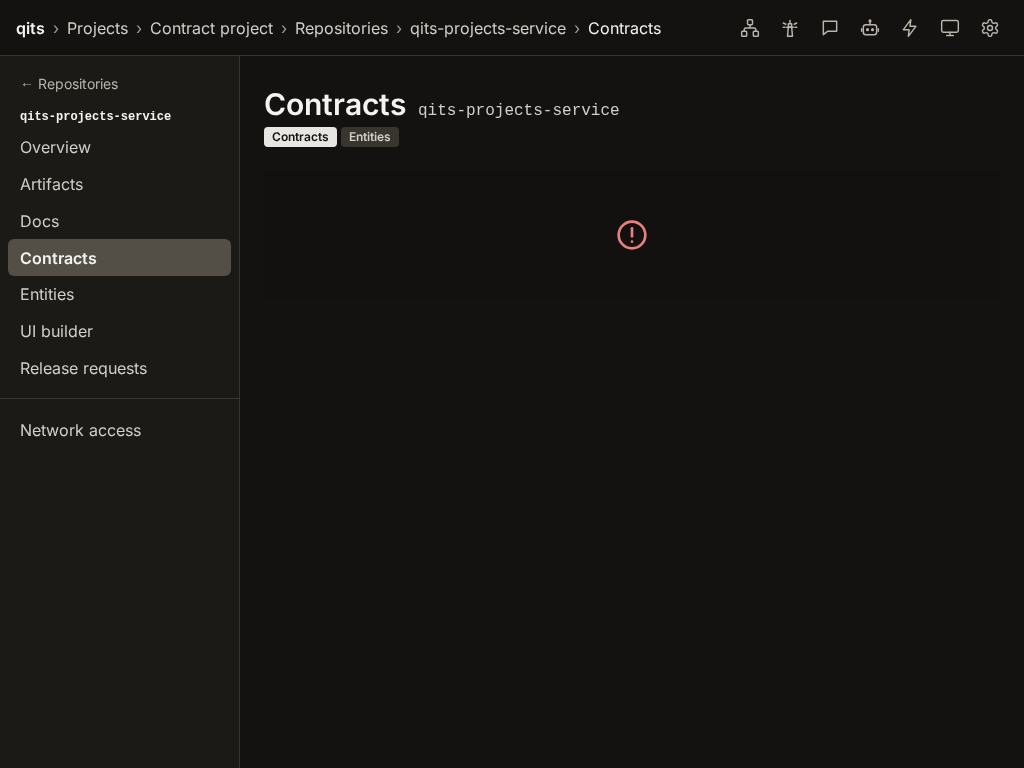 qits › Projects › Contract project › Repositories › qits-projects-service › Contracts
← Repositories
qits-projects-service
Overview
Artifacts
Docs
Contracts
Entities
UI builder
Release requests
Network access
Contracts qits-projects-service
Contracts Entities